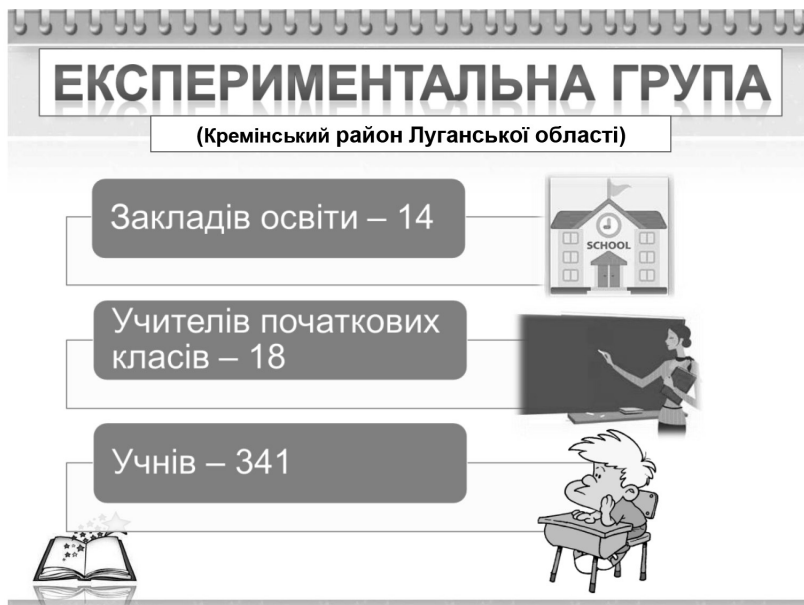 ЕКСПЕРИМЕНТАЛЬНА ГРУПА
(Кремінський район Луганської області)
Закладів освіти – 14
SCHOOL
Учителів початкових
класів – 18
Учнів – 341